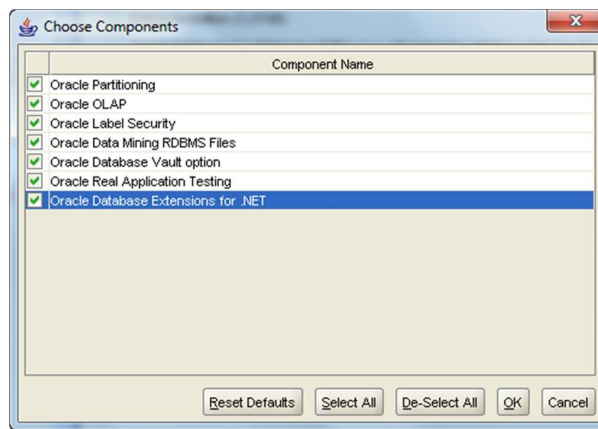 Choose Components
Component Name
Oracle Partitioning
Oracle OLAP
Oracle Label Security
Oracle Data Mining RDBMS Files
Oracle Database Vault option
Oracle Real Application Testing
Oracle Database Extensions for .NET
Reset Defaults Select All De-Select All OK Cancel